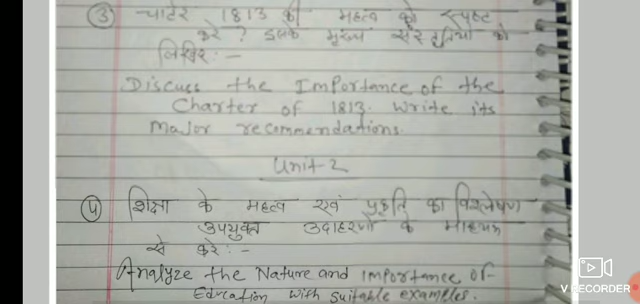 ③ चार्टर 1813 की महत्व को स्पष्ट
करे ? इसके मुख्य को
लिखिए :-
Discuss the Importance of the
Charter of 1813. Write its
Major recommendations.
Unit-2
④ शिक्षा के महत्व एवं प्रकृति का विश्लेषण
उपयुक्त उदाहरणों के माध्यम
से करे :-
Analyze the Nature and importance of
Education with suitable examples.
V RECORDER